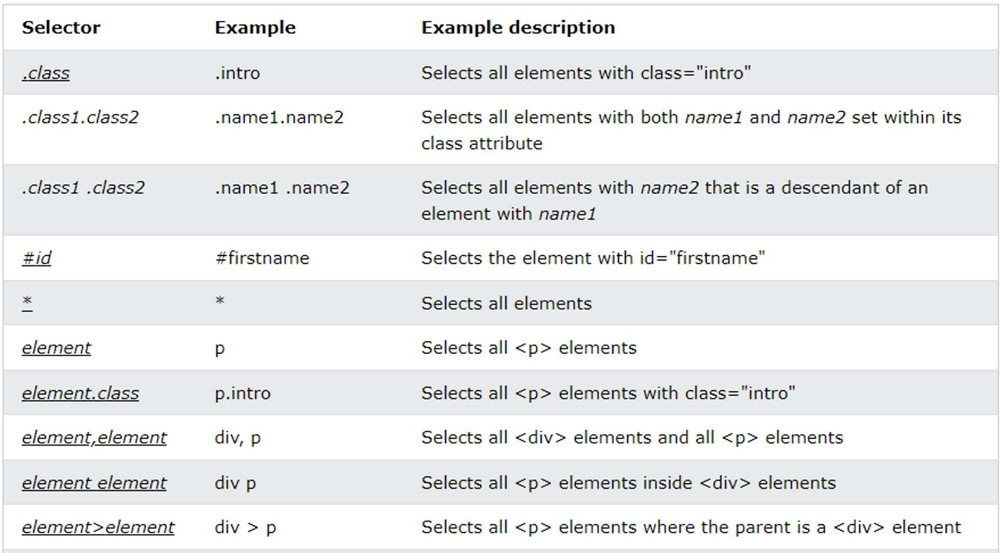 Selector Example Example description
.class .intro Selects all elements with class="intro"
.class1.class2 .name1.name2 Selects all elements with both name1 and name2 set within its
class attribute
.class1 .class2 .name1 .name2 Selects all elements with name2 that is a descendant of an
element with name1
#id #firstname Selects the element with id="firstname"
* * Selects all elements
element p Selects all <p> elements
element.class p.intro Selects all <p> elements with class="intro"
element,element div, p Selects all <div> elements and all <p> elements
element element div p Selects all <p> elements inside <div> elements
element>element div > p Selects all <p> elements where the parent is a <div> element